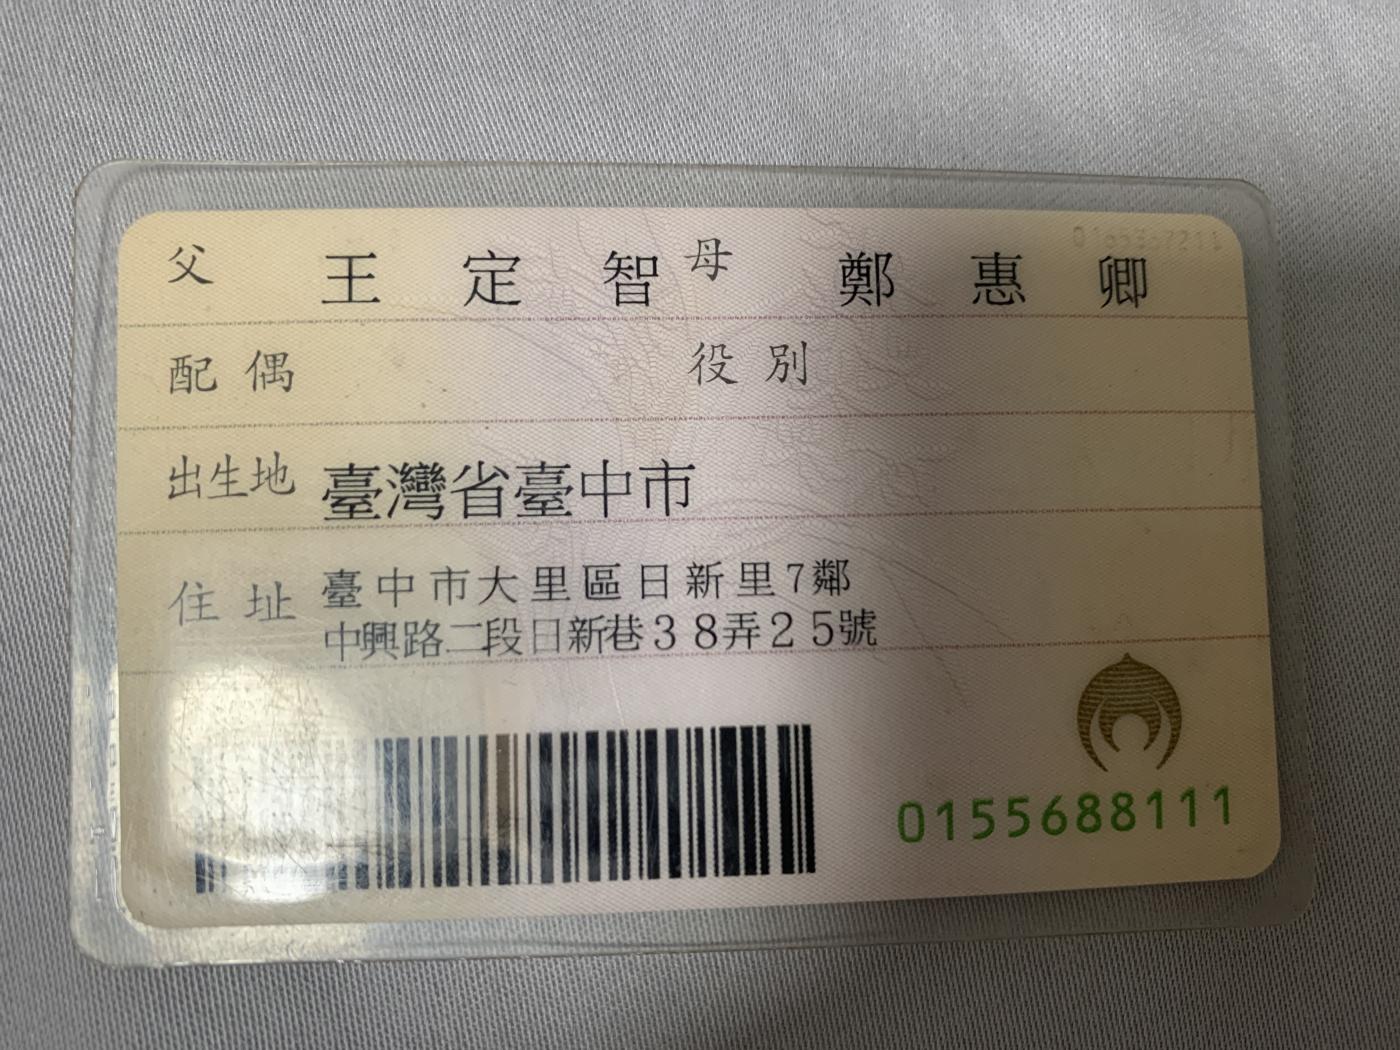 父 王定智 母 鄭惠卿
配偶 役別
出生地 臺灣省臺中市
住址 臺中市大里區日新里7鄰
中興路二段日新巷38弄25號
0155688111